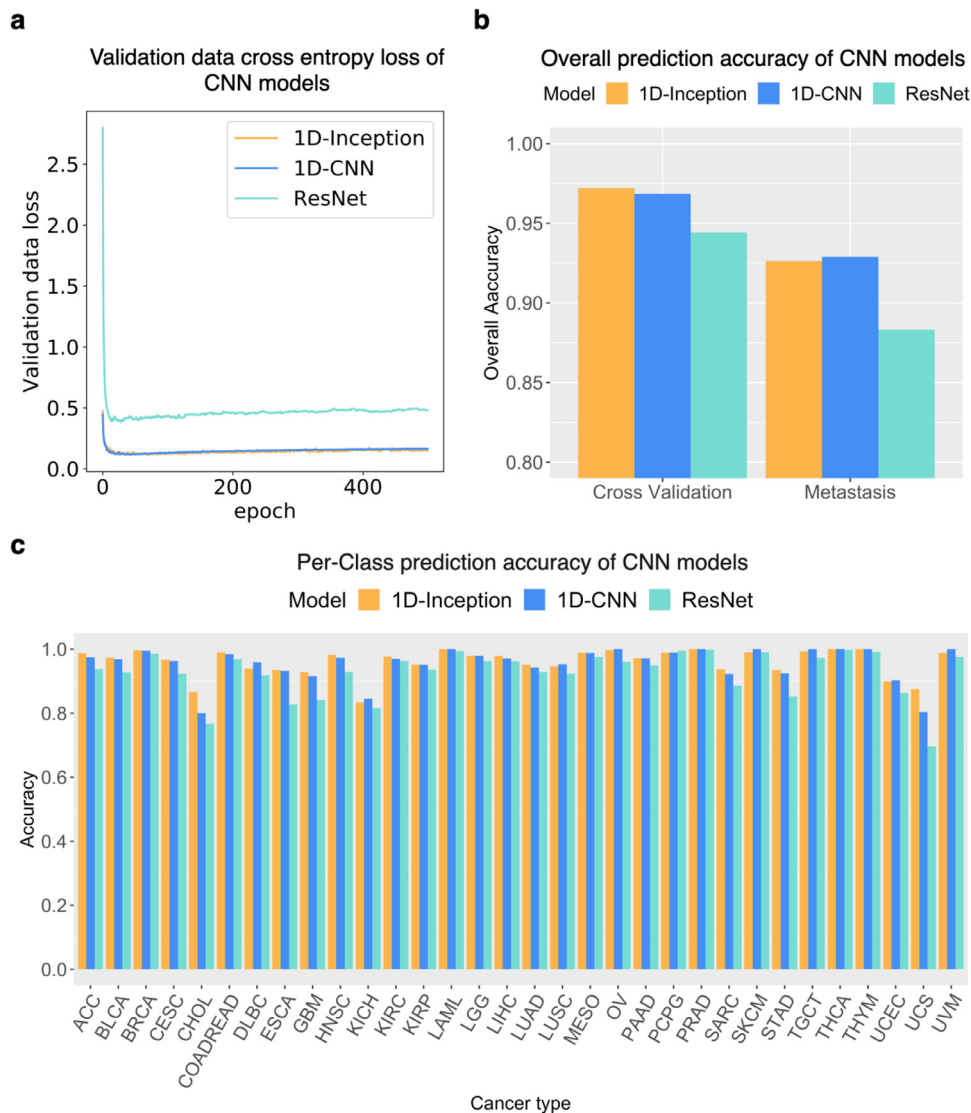 a
Validation data cross entropy loss of
CNN models
1D-Inception
1D-CNN
ResNet
Validation data loss
2.5
2.0
1.5
1.0
0.5
0.0
0
200
400
epoch
b
Overall prediction accuracy of CNN models
Model 1D-Inception 1D-CNN ResNet
Overall Aaccuracy
1.00
0.95
0.90
0.85
0.80
Cross Validation
Metastasis
c
Per-Class prediction accuracy of CNN models
Model 1D-Inception 1D-CNN ResNet
Accuracy
1.0
0.8
0.6
0.4
0.2
0.0
ACC
BLCA
BRCA
CESC
CHOL
COADREAD
DLBC
ESCA
GBM
HNSC
KICH
KIRC
KIRP
LAML
LGG
LIHC
LUAD
LUSC
MESO
OV
PAAD
PCPG
PRAD
SARC
SKCM
STAD
TGCT
THCA
THYM
UCEC
UCS
UVM
Cancer type